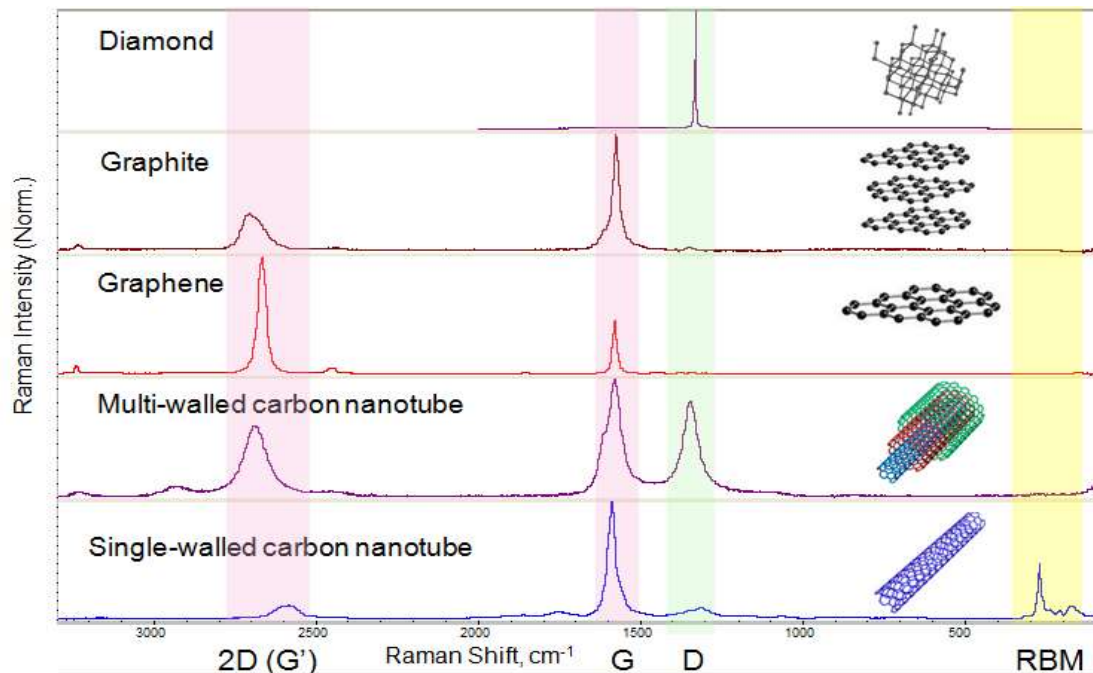 Diamond
Graphite
Graphene
Multi-walled carbon nanotube
Single-walled carbon nanotube
Raman Intensity (Norm.)
3000 2500 2000 1500 1000 500
2D (G') Raman Shift, cm-1 G D RBM